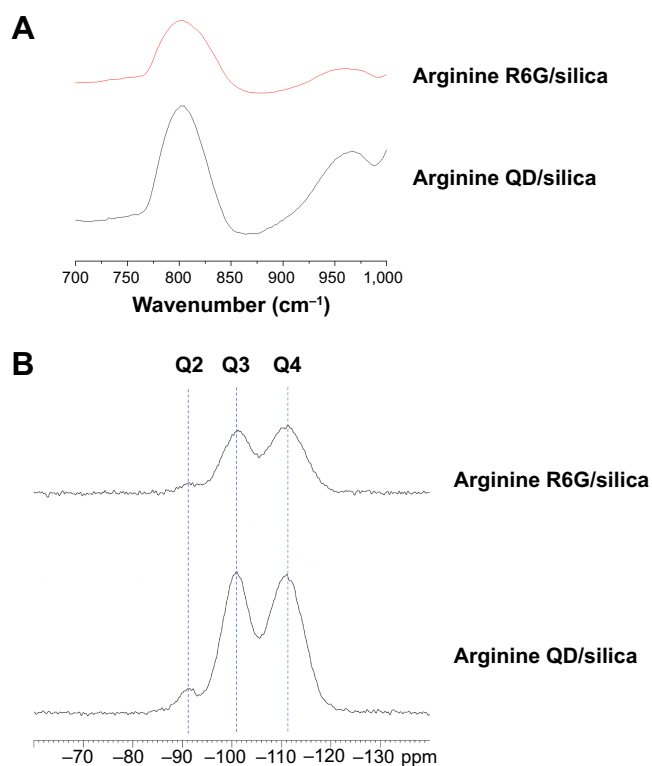 A
Arginine R6G/silica
Arginine QD/silica
700 750 800 850 900 950 1,000
Wavenumber (cm⁻¹)
B
Q2 Q3 Q4
Arginine R6G/silica
Arginine QD/silica
–70 –80 –90 –100 –110 –120 –130 ppm